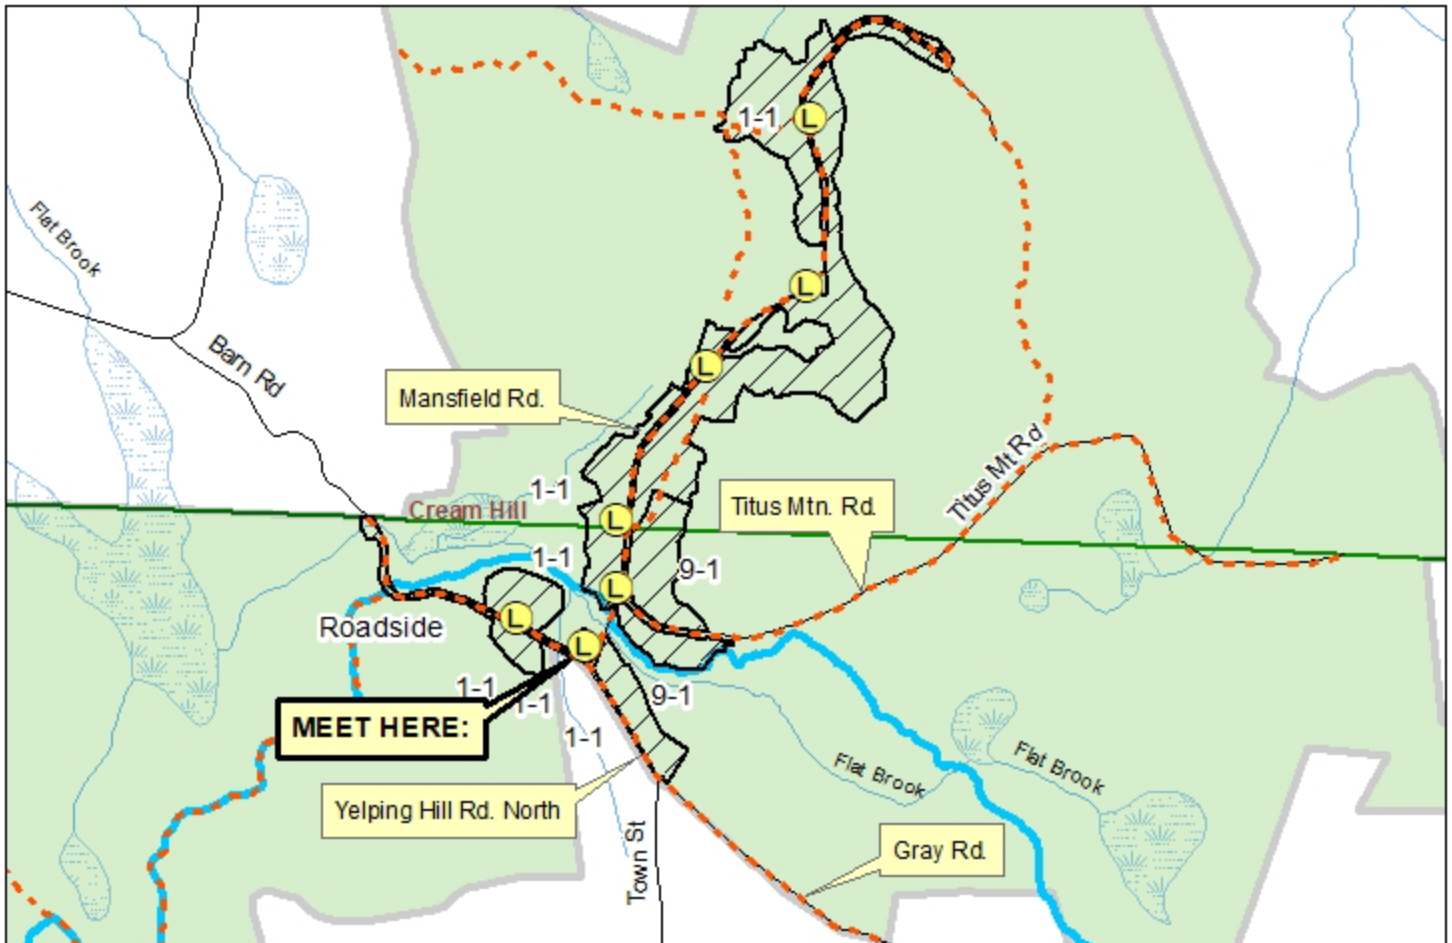 1-1
L
Flat Brook
L
Barn Rd
L
Mansfield Rd.
Titus Mt Rd
1-1
Titus Mtn. Rd.
Cream Hill
L
1-1
9-1
L
L
Roadside
L
1-1
9-1
1-1
MEET HERE:
1-1
Flat Brook
Flat Brook
Yelping Hill Rd. North
Town St
Gray Rd.